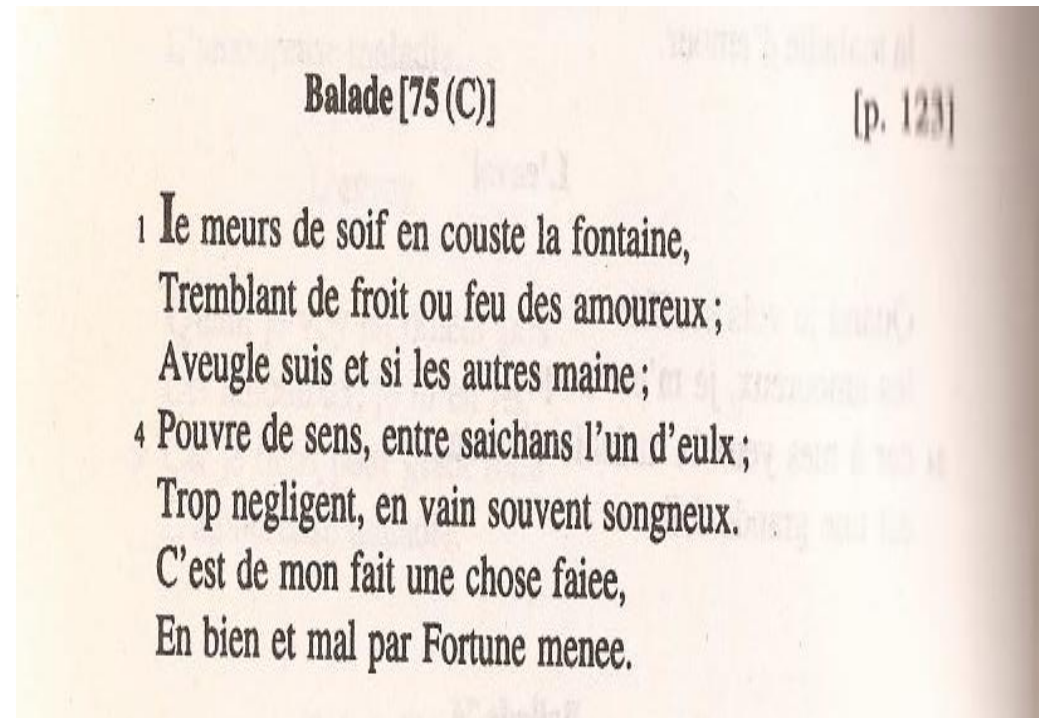 Balade [75 (C)]
[p. 123]
1 Ie meurs de soif en couste la fontaine,
Tremblant de froit ou feu des amoureux ;
Aveugle suis et si les autres maine ;
4 Pouvre de sens, entre saichans l'un d'eulx ;
Trop negligent, en vain souvent songneux.
C'est de mon fait une chose faiee,
En bien et mal par Fortune menee.